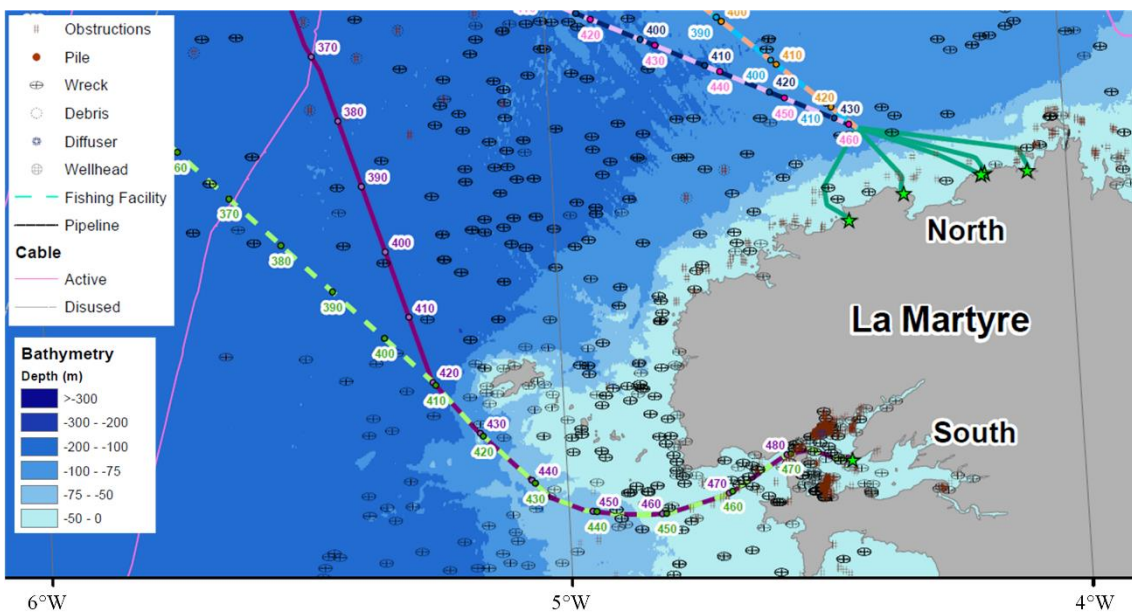 Obstructions
Pile
Wreck
Debris
Diffuser
Wellhead
Fishing Facility
Pipeline
Cable
Active
Disused
Bathymetry
Depth (m)
>-300
-300 - -200
-200 - -100
-100 - -75
-75 - -50
-50 - 0
400
390
420
400
430
410
410
440
400
420
420
450
410
430
460
370
380
390
400
410
420
430
440
450
460
470
480
60
370
380
390
400
410
420
430
440
450
460
470
North
La Martyre
South
6°W
5°W
4°W